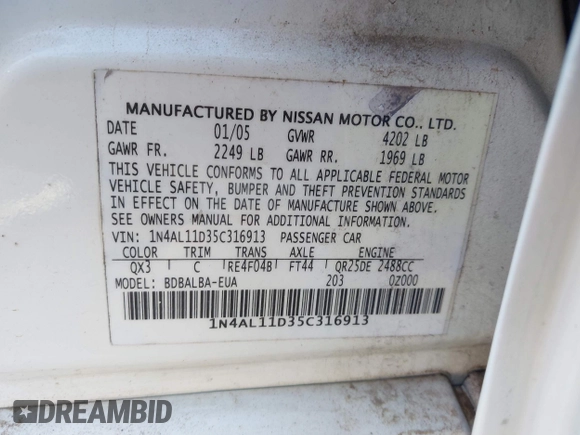 MANUFACTURED BY NISSAN MOTOR CO., LTD.
DATE 01/05 GVWR 4202 LB
GAWR FR. 2249 LB GAWR RR. 1969 LB
THIS VEHICLE CONFORMS TO ALL APPLICABLE FEDERAL MOTOR
VEHICLE SAFETY, BUMPER AND THEFT PREVENTION STANDARDS
IN EFFECT ON THE DATE OF MANUFACTURE SHOWN ABOVE.
SEE OWNERS MANUAL FOR ADDITIONAL INFORMATION.
VIN: 1N4AL11D35C316913 PASSENGER CAR
COLOR TRIM TRANS AXLE ENGINE
QX3 C RE4F04B FT44 QR25DE 2488CC
MODEL: BDBALBA-EUA 203 0Z000
1N4AL11D35C316913
DREAMBID